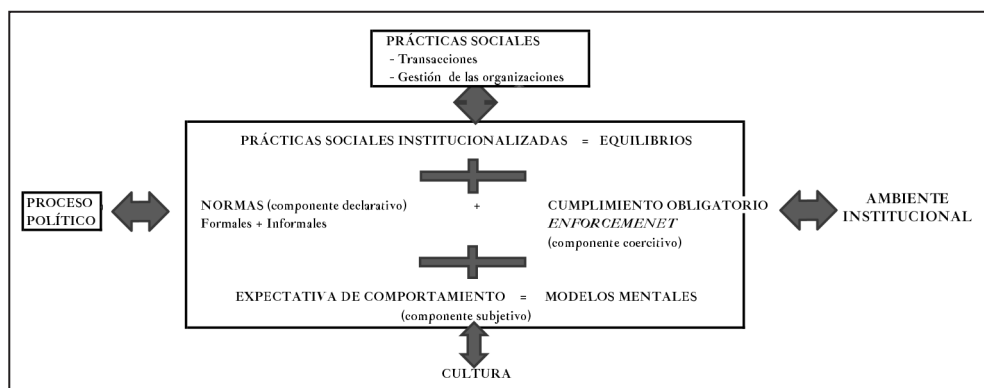 PRÁCTICAS SOCIALES
- Transacciones
- Gestión de las organizaciones
PRÁCTICAS SOCIALES INSTITUCIONALIZADAS = EQUILIBRIOS
PROCESO
POLÍTICO
NORMAS (componente declarativo)
Formales + Informales
+
CUMPLIMIENTO OBLIGATORIO
ENFORCEMENET
(componente coercitivo)
AMBIENTE
INSTITUCIONAL
EXPECTATIVA DE COMPORTAMIENTO = MODELOS MENTALES
(componente subjetivo)
CULTURA